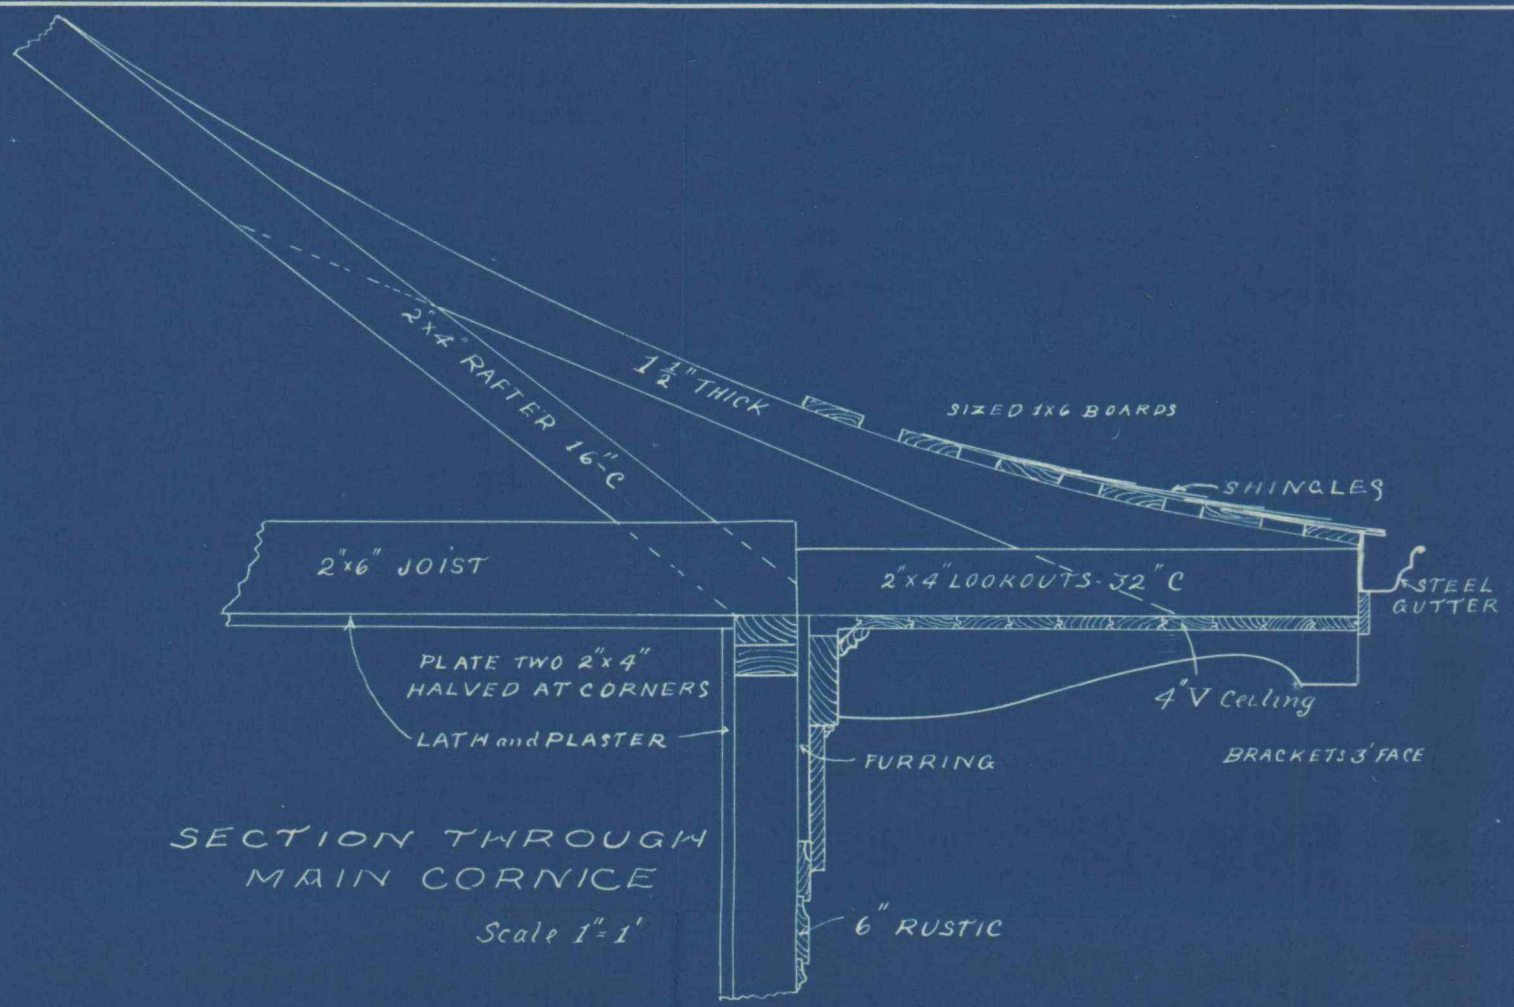 2"x4" RAFTER 16"-C
1 1/2" THICK
SIZED 1x6 BOARDS
SHINGLES
2"x6" JOIST
2"x4" LOOKOUTS-32" C
STEEL
GUTTER
PLATE TWO 2"x4"
HALVED AT CORNERS
4" V Ceiling
LATH and PLASTER
FURRING
BRACKETS 3' FACE
SECTION THROUGH
MAIN CORNICE
Scale 1"=1'
6" RUSTIC